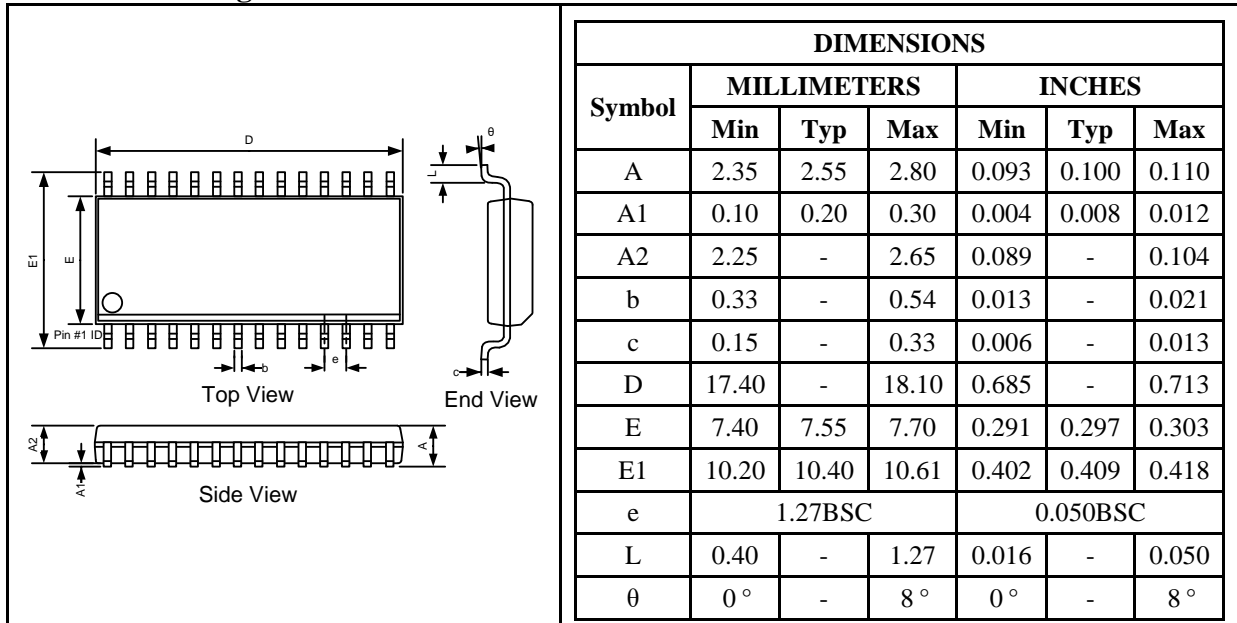 D
θ
L
E1
E
Pin #1 ID
b
e
c
Top View
End View
A2
A1
A
Side View
DIMENSIONS
Symbol MILLIMETERS INCHES
Min Typ Max Min Typ Max
A 2.35 2.55 2.80 0.093 0.100 0.110
A1 0.10 0.20 0.30 0.004 0.008 0.012
A2 2.25 - 2.65 0.089 - 0.104
b 0.33 - 0.54 0.013 - 0.021
c 0.15 - 0.33 0.006 - 0.013
D 17.40 - 18.10 0.685 - 0.713
E 7.40 7.55 7.70 0.291 0.297 0.303
E1 10.20 10.40 10.61 0.402 0.409 0.418
e 1.27BSC 0.050BSC
L 0.40 - 1.27 0.016 - 0.050
θ 0° - 8° 0° - 8°